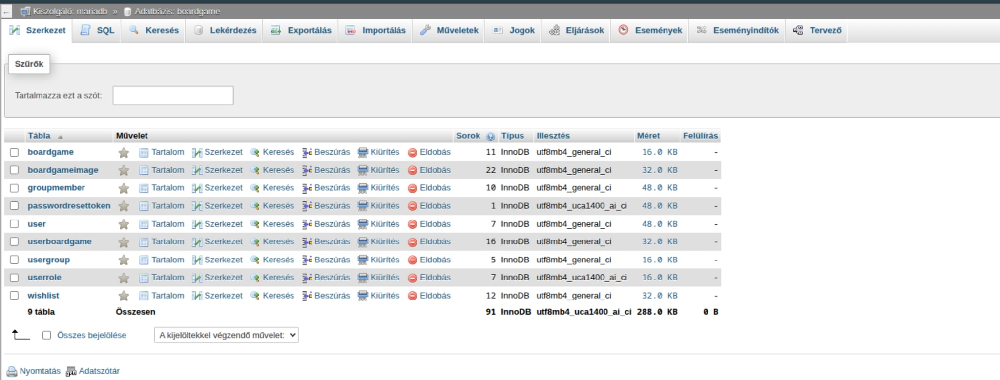 ← Kiszolgáló: mariadb » Adatbázis: boardgame
Szerkezet SQL Keresés Lekérdezés Exportálás Importálás Műveletek Jogok Eljárások Események Eseményindítók Tervező
Szűrők
Tartalmazza ezt a szót:
Tábla Művelet Sorok Típus Illesztés Méret Felülírás
boardgame Tartalom Szerkezet Keresés Beszúrás Kiürítés Eldobás 11 InnoDB utf8mb4_general_ci 16.0 KB -
boardgameimage Tartalom Szerkezet Keresés Beszúrás Kiürítés Eldobás 22 InnoDB utf8mb4_general_ci 32.0 KB -
groupmember Tartalom Szerkezet Keresés Beszúrás Kiürítés Eldobás 10 InnoDB utf8mb4_general_ci 48.0 KB -
passwordresettoken Tartalom Szerkezet Keresés Beszúrás Kiürítés Eldobás 1 InnoDB utf8mb4_uca1400_ai_ci 48.0 KB -
user Tartalom Szerkezet Keresés Beszúrás Kiürítés Eldobás 7 InnoDB utf8mb4_general_ci 48.0 KB -
userboardgame Tartalom Szerkezet Keresés Beszúrás Kiürítés Eldobás 16 InnoDB utf8mb4_general_ci 32.0 KB -
usergroup Tartalom Szerkezet Keresés Beszúrás Kiürítés Eldobás 5 InnoDB utf8mb4_general_ci 16.0 KB -
userrole Tartalom Szerkezet Keresés Beszúrás Kiürítés Eldobás 7 InnoDB utf8mb4_uca1400_ai_ci 16.0 KB -
wishlist Tartalom Szerkezet Keresés Beszúrás Kiürítés Eldobás 12 InnoDB utf8mb4_general_ci 32.0 KB -
9 tábla Összesen 91 InnoDB utf8mb4_uca1400_ai_ci 288.0 KB 0 B
Összes bejelölése A kijelöltekkel végzendő művelet:
Nyomtatás Adatszótár